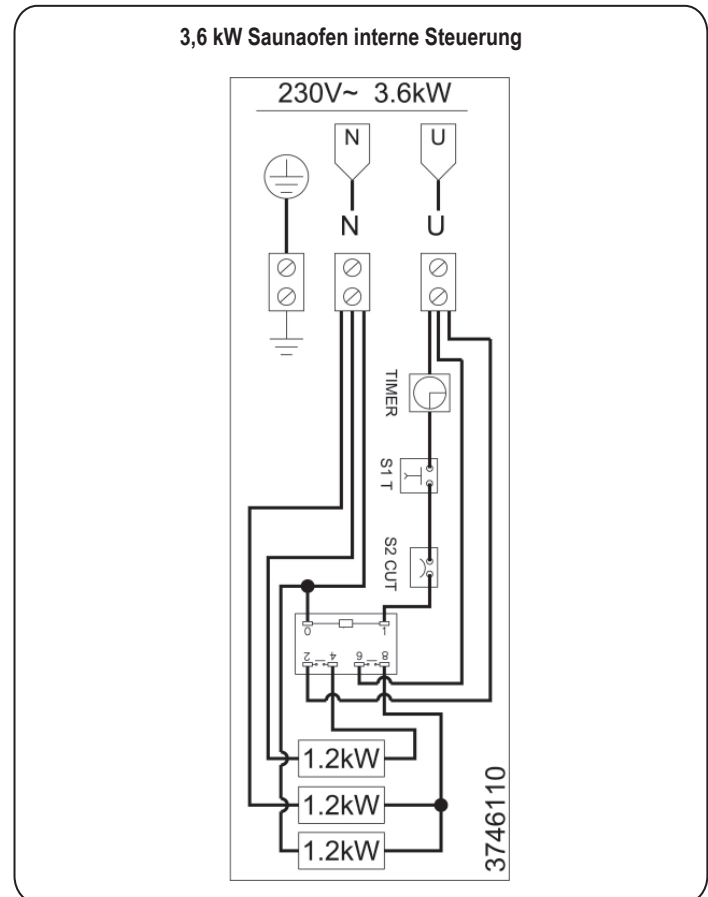 3,6 kW Saunaofen interne Steuerung
230V~ 3.6kW
N U
N U
TIMER
S1 T
S2 CUT
0 1
2 4 6 8
1.2kW
1.2kW
1.2kW
3746110